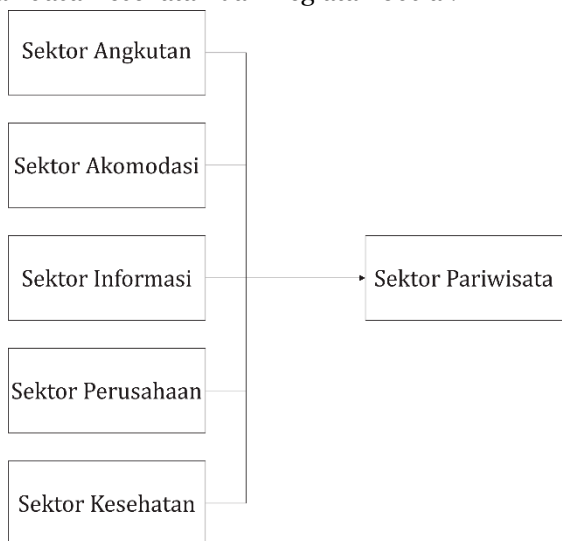 Sektor Angkutan
Sektor Akomodasi
Sektor Informasi
Sektor Pariwisata
Sektor Perusahaan
Sektor Kesehatan